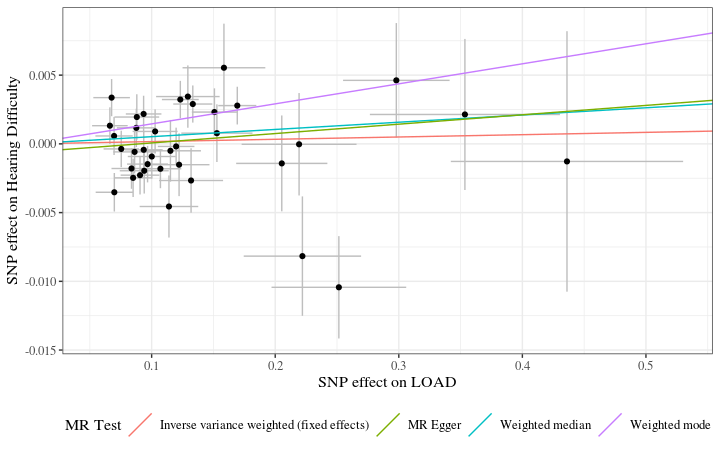 SNP effect on Hearing Difficulty
0.005
0.000
-0.005
-0.010
-0.015
0.1 0.2 0.3 0.4 0.5
SNP effect on LOAD
MR Test Inverse variance weighted (fixed effects) MR Egger Weighted median Weighted mode